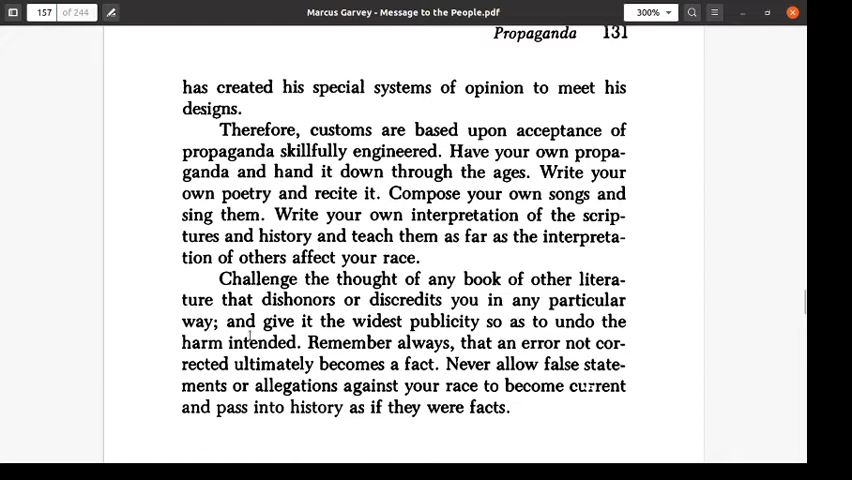 157 of 244
Marcus Garvey - Message to the People.pdf
300%
Propaganda 131
has created his special systems of opinion to meet his
designs.
Therefore, customs are based upon acceptance of
propaganda skillfully engineered. Have your own propa-
ganda and hand it down through the ages. Write your
own poetry and recite it. Compose your own songs and
sing them. Write your own interpretation of the scrip-
tures and history and teach them as far as the interpreta-
tion of others affect your race.
Challenge the thought of any book of other litera-
ture that dishonors or discredits you in any particular
way; and give it the widest publicity so as to undo the
harm intended. Remember always, that an error not cor-
rected ultimately becomes a fact. Never allow false state-
ments or allegations against your race to become current
and pass into history as if they were facts.